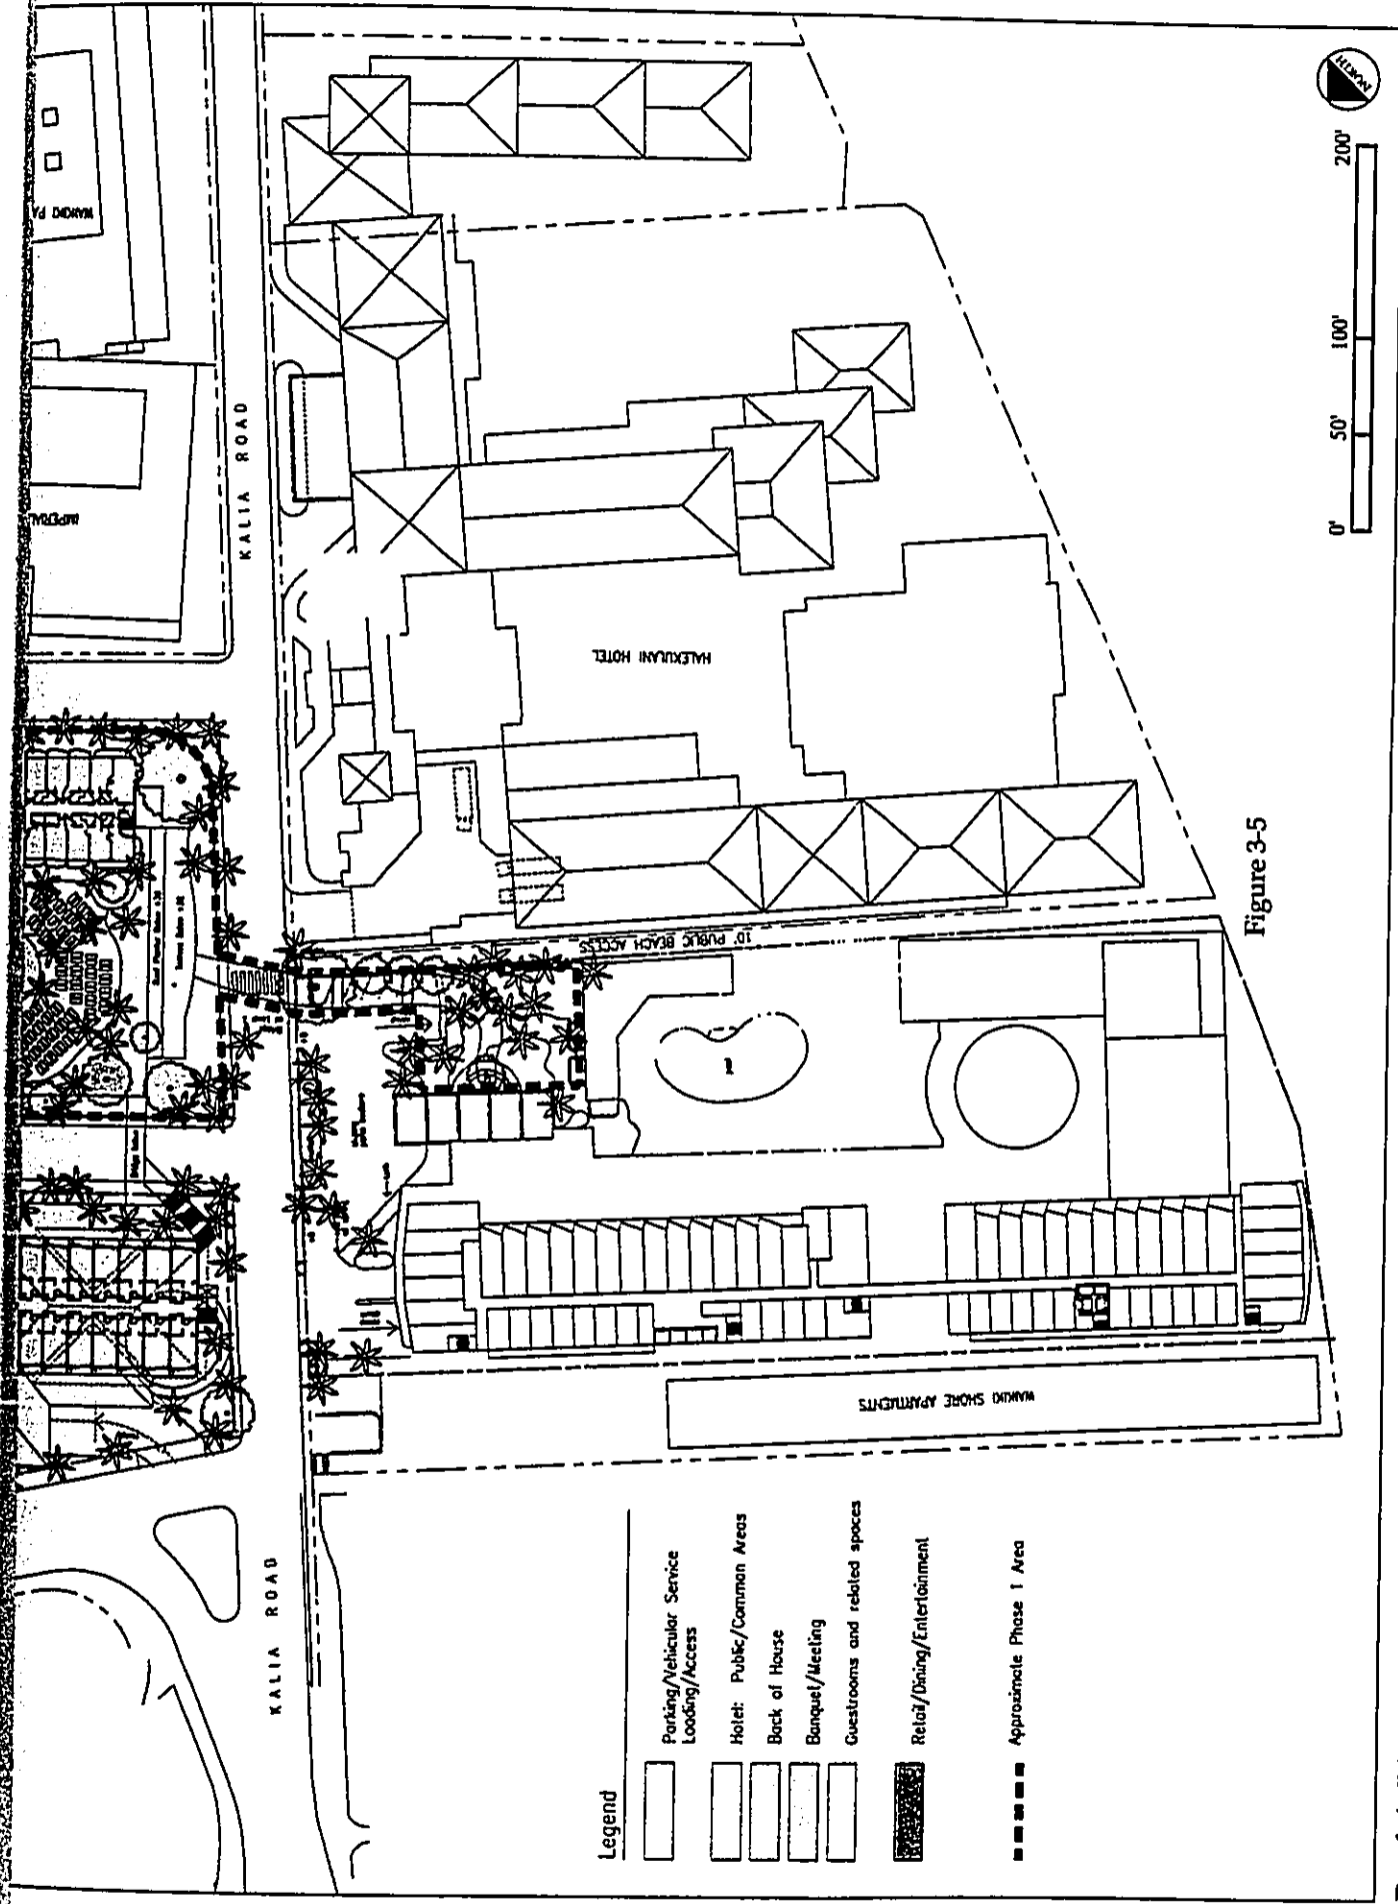 WAIKIKI
IMPERIAL
KALIA ROAD
KALIA ROAD
HALEKULANI HOTEL
10' PUBLIC BEACH ACCESS
WAIKIKI SHORE APARTMENTS
Legend
Parking/Vehicular Service
Loading/Access
Hotel: Public/Common Areas
Back of House
Banquet/Meeting
Guestrooms and related spaces
Retail/Dining/Entertainment
Approximate Phase 1 Area
Figure 3-5
0' 50' 100' 200'
NORTH